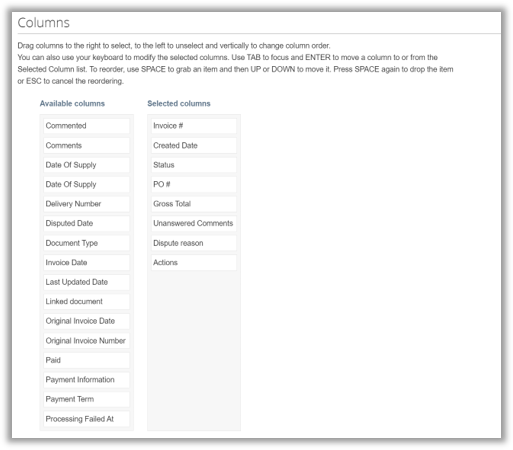 Columns
Drag columns to the right to select, to the left to unselect and vertically to change column order.
You can also use your keyboard to modify the selected columns. Use TAB to focus and ENTER to move a column to or from the
Selected Column list. To reorder, use SPACE to grab an item and then UP or DOWN to move it. Press SPACE again to drop the item
or ESC to cancel the reordering.
Available columns
Commented
Comments
Date Of Supply
Date Of Supply
Delivery Number
Disputed Date
Document Type
Invoice Date
Last Updated Date
Linked document
Original Invoice Date
Original Invoice Number
Paid
Payment Information
Payment Term
Processing Failed At
Selected columns
Invoice #
Created Date
Status
PO #
Gross Total
Unanswered Comments
Dispute reason
Actions